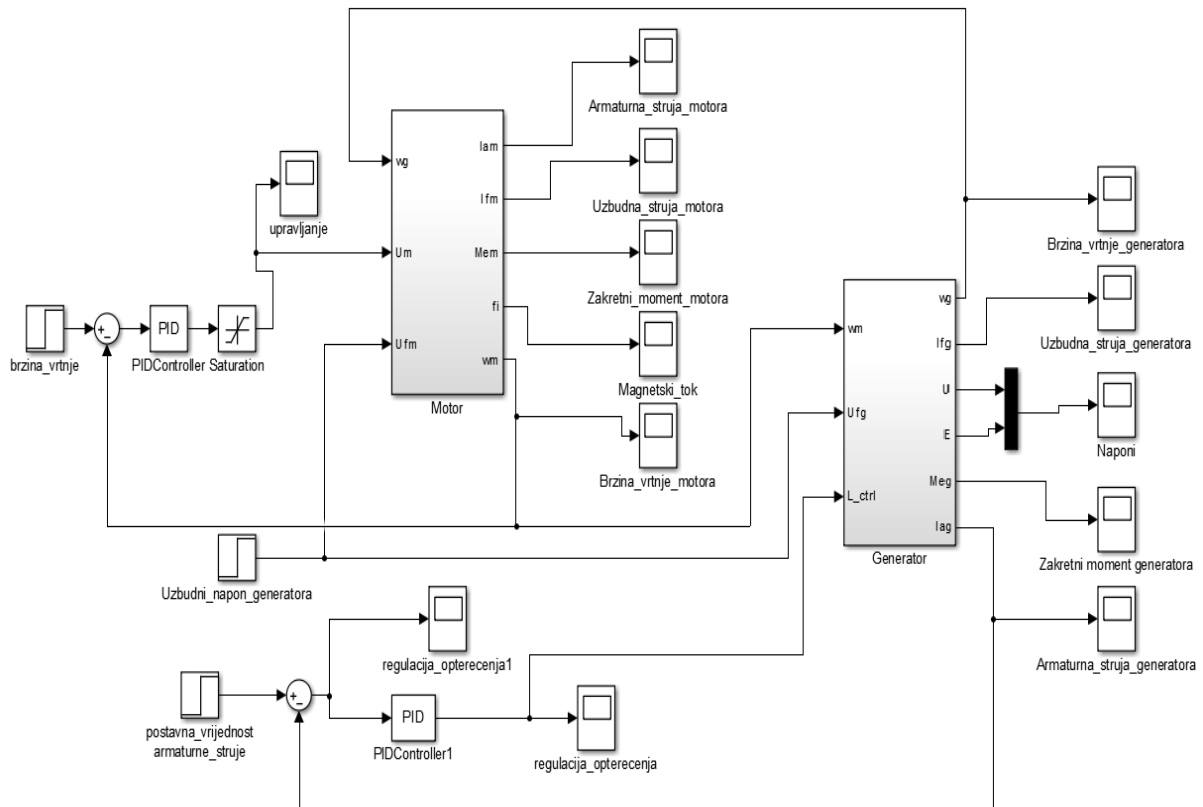 Armaturna_struja_motora
Iam
wg
Ifm
Uzbudna_struja_motora
upravljanje
Brzina_vrtnje_generatora
Um
Mem
Zakretni_moment_motora
wg
fi
PID
wm
Ifg
Uzbudna_struja_generatora
brzina_vrtnje
PIDController
Saturation
Ufm
wm
Magnetski_tok
Ul
Motor
Ufg
E
Naponi
Brzina_vrtnje_motora
Meg
L_ctrl
Iag
Generator
Zakretni moment generatora
Uzbudni_napon_generatora
regulacija_opterecenja1
Armaturna_struja_generatora
PID
postavna_vrijednost
armaturne_struje
PIDController1
regulacija_opterecenja